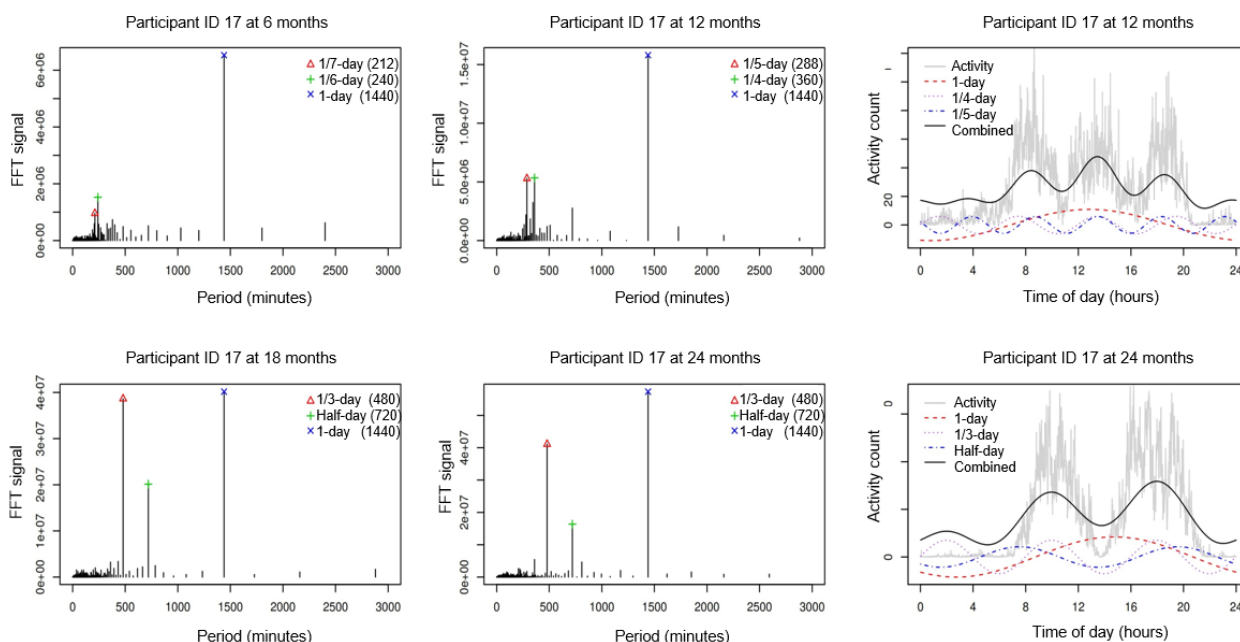 Participant ID 17 at 6 months
FFT signal
0e+00 2e+06 4e+06 6e+06
1/7-day (212)
1/6-day (240)
1-day (1440)
0 500 1000 1500 2000 2500 3000
Period (minutes)
Participant ID 17 at 12 months
FFT signal
0.0e+00 5.0e+06 1.0e+07 1.5e+07
1/5-day (288)
1/4-day (360)
1-day (1440)
0 500 1000 1500 2000 2500 3000
Period (minutes)
Participant ID 17 at 12 months
Activity count
0 20
Activity
1-day
1/4-day
1/5-day
Combined
0 4 8 12 16 20 24
Time of day (hours)
Participant ID 17 at 18 months
FFT signal
0e+00 1e+07 2e+07 3e+07 4e+07
1/3-day (480)
Half-day (720)
1-day (1440)
0 500 1000 1500 2000 2500 3000
Period (minutes)
Participant ID 17 at 24 months
FFT signal
0e+00 2e+07 4e+07
1/3-day (480)
Half-day (720)
1-day (1440)
0 500 1000 1500 2000 2500 3000
Period (minutes)
Participant ID 17 at 24 months
Activity count
0 0
Activity
1-day
1/3-day
Half-day
Combined
0 4 8 12 16 20 24
Time of day (hours)